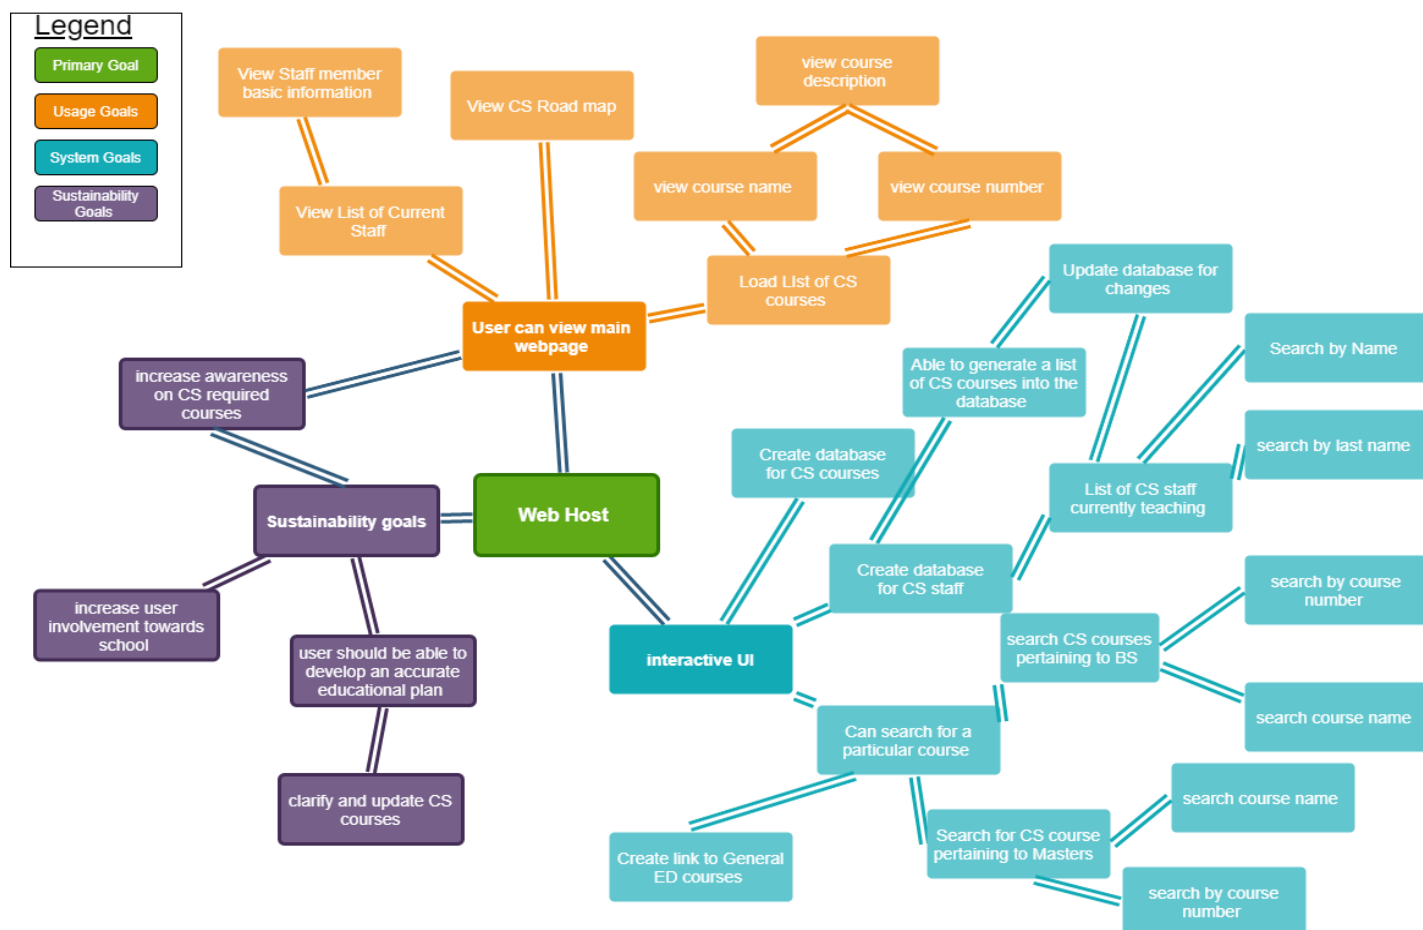 Legend
Primary Goal
Usage Goals
System Goals
Sustainability
Goals
View Staff member
basic information
View CS Road map
view course
description
view course name
view course number
View List of Current
Staff
Load LIst of CS
courses
User can view main
webpage
Update database for
changes
Able to generate a list
of CS courses into the
database
Search by Name
search by last name
increase awareness
on CS required
courses
Create database
for CS courses
List of CS staff
currently teaching
Sustainability goals
Web Host
Create database
for CS staff
search by course
number
increase user
involvement towards
school
user should be able to
develop an accurate
educational plan
interactive UI
search CS courses
pertaining to BS
search course name
Can search for a
particular course
clarify and update CS
courses
search course name
Create link to General
ED courses
Search for CS course
pertaining to Masters
search by course
number